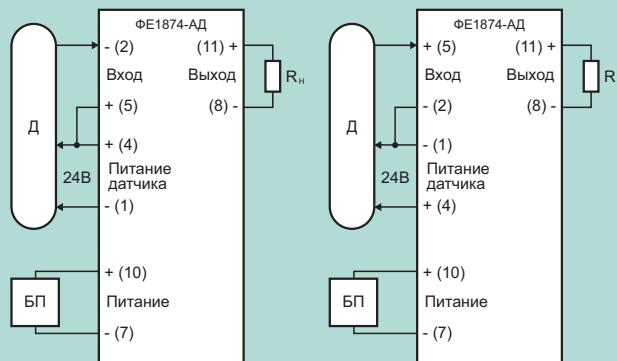 ФЕ1874-АД
- (2)
(11) +
Вход
Выход
Rн
+ (5)
(8) -
Д
+ (4)
Питание
24В
датчика
- (1)
+ (10)
БП
Питание
- (7)
ФЕ1874-АД
+ (5)
(11) +
Вход
Выход
R
- (2)
(8) -
Д
- (1)
Питание
24В
датчика
+ (4)
+ (10)
БП
Питание
- (7)